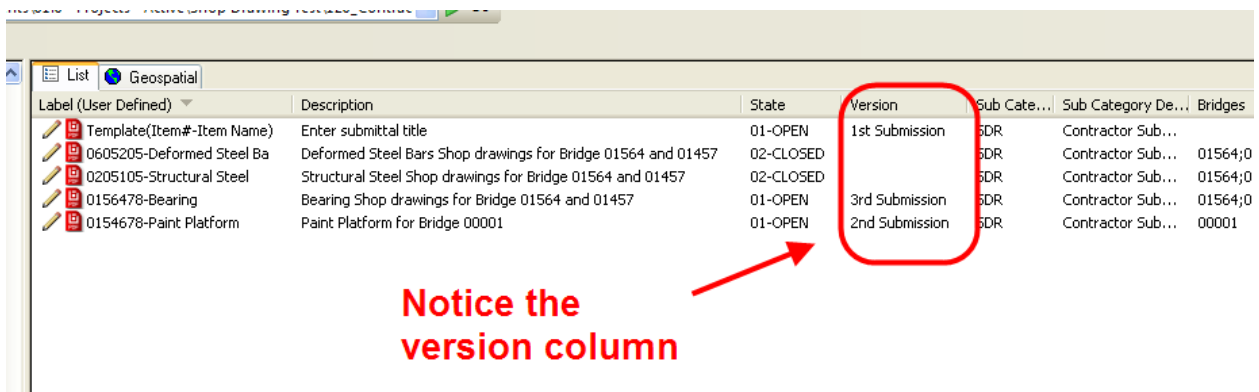 List Geospatial
Label (User Defined) Description State Version Sub Cate... Sub Category De... Bridges
Template(Item#-Item Name) Enter submittal title 01-OPEN 1st Submission SDR Contractor Sub...
0605205-Deformed Steel Ba Deformed Steel Bars Shop drawings for Bridge 01564 and 01457 02-CLOSED SDR Contractor Sub... 01564;0
0205105-Structural Steel Structural Steel Shop drawings for Bridge 01564 and 01457 02-CLOSED SDR Contractor Sub... 01564;0
0156478-Bearing Bearing Shop drawings for Bridge 01564 and 01457 01-OPEN 3rd Submission SDR Contractor Sub... 01564;0
0154678-Paint Platform Paint Platform for Bridge 00001 01-OPEN 2nd Submission SDR Contractor Sub... 00001
Notice the
version column